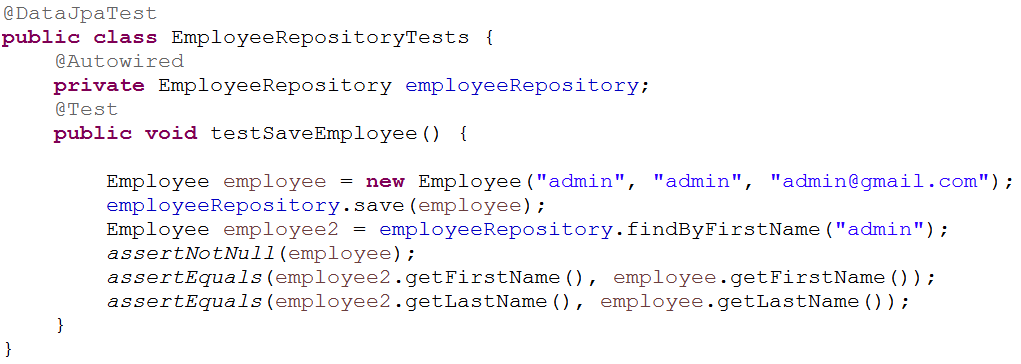 @DataJpaTest
public class EmployeeRepositoryTests {
    @Autowired
    private EmployeeRepository employeeRepository;
    @Test
    public void testSaveEmployee() {

        Employee employee = new Employee("admin", "admin", "admin@gmail.com");
        employeeRepository.save(employee);
        Employee employee2 = employeeRepository.findByFirstName("admin");
        assertNotNull(employee);
        assertEquals(employee2.getFirstName(), employee.getFirstName());
        assertEquals(employee2.getLastName(), employee.getLastName());
    }
}